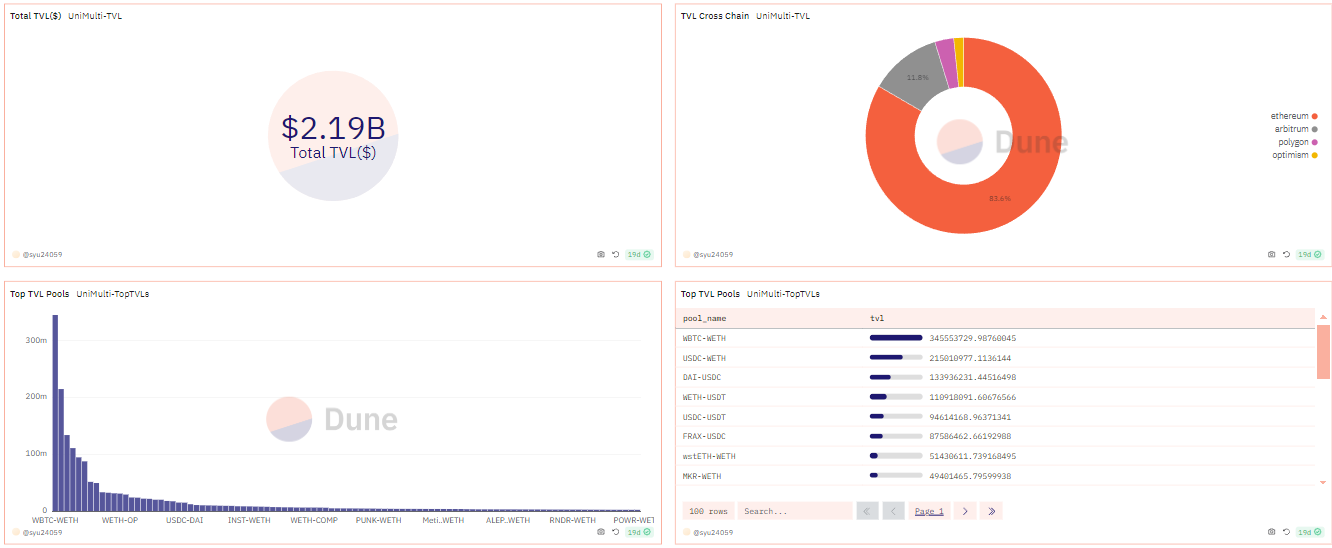 Total TVL($) UniMulti-TVL
$2.19B
Total TVL($)
@syu24059
19d
TVL Cross Chain UniMulti-TVL
11.8%
83.6%
Dune
ethereum
arbitrum
polygon
optimism
@syu24059
19d
Top TVL Pools UniMulti-TopTVLs
300m
200m
100m
0
Dune
WBTC-WETH WETH-OP USDC-DAI INST-WETH WETH-COMP PUNK-WETH Meti..WETH ALEP..WETH RNDR-WETH POWR-WET
@syu24059
19d
Top TVL Pools UniMulti-TopTVLs
pool_name tvl
WBTC-WETH 345553729.98760045
USDC-WETH 215010977.1136144
DAI-USDC 133936231.44516498
WETH-USDT 110918091.60676566
USDC-USDT 94614168.96371341
FRAX-USDC 87586462.66192988
wstETH-WETH 51430611.739168495
MKR-WETH 49401465.79599938
100 rows Search... Page 1
@syu24059
19d